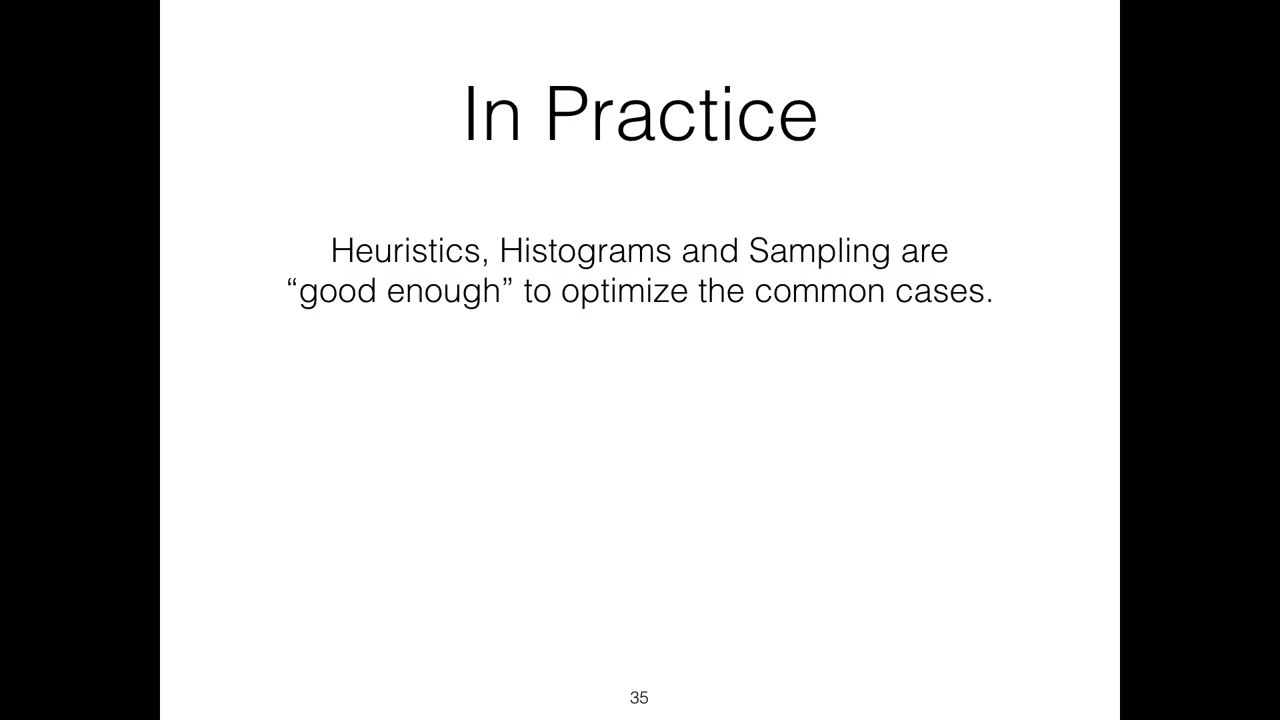 In Practice
Heuristics, Histograms and Sampling are
“good enough” to optimize the common cases.
35